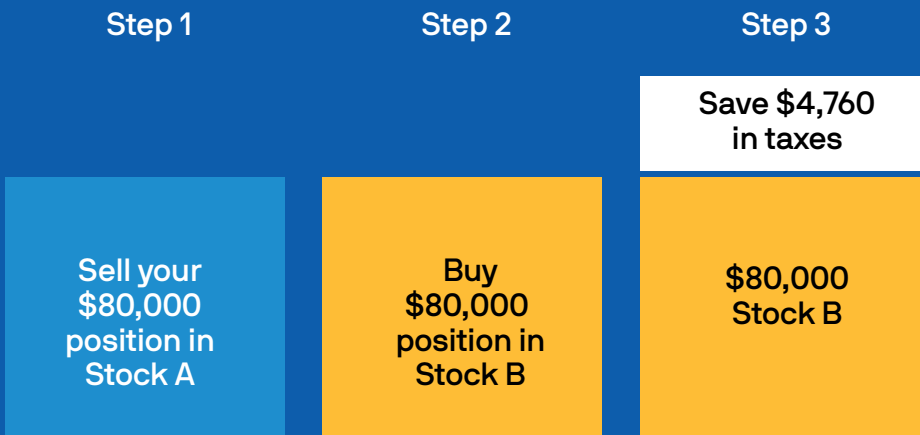 Step 1
Step 2
Step 3
Save $4,760
in taxes
Sell your
$80,000
position in
Stock A
Buy
$80,000
position in
Stock B
$80,000
Stock B